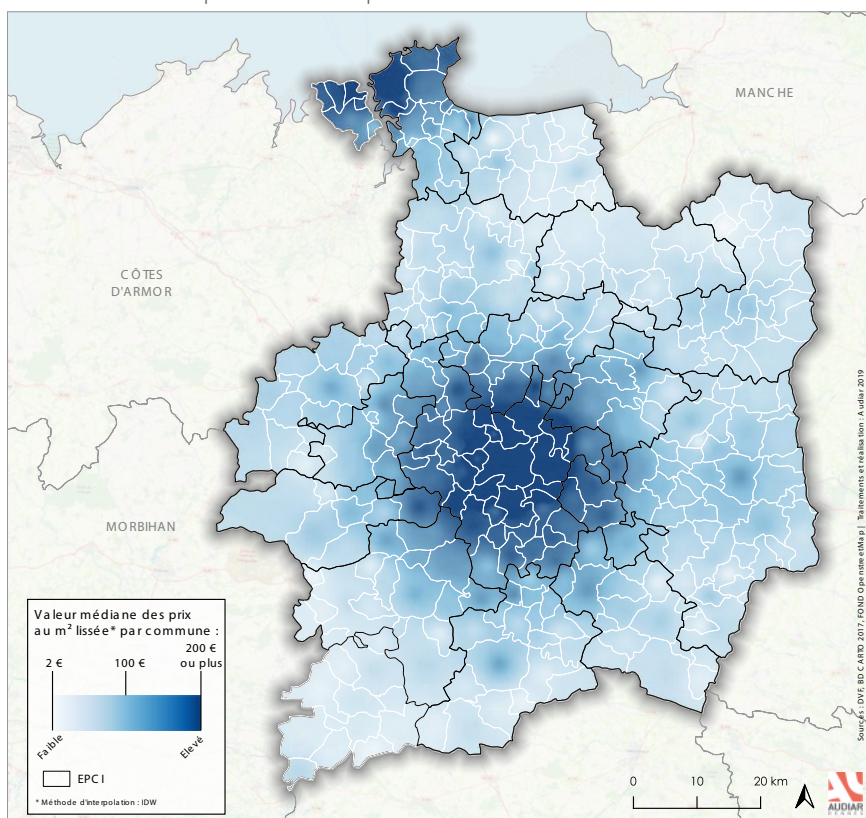 MANCHE
CÔTES
D'ARMOR
MORBIHAN
Valeur médiane des prix
au m² lissée* par commune :
2 €
100 €
200 €
ou plus
Faible
Elevé
EPCI
* Méthode d'interpolation : IDW
0 10 20 km
AUDIAR
RENNES
Sources : DVF, BD CARTO 2017, FOND OpenstreetMap | Traitements et réalisation : Audiar 2019